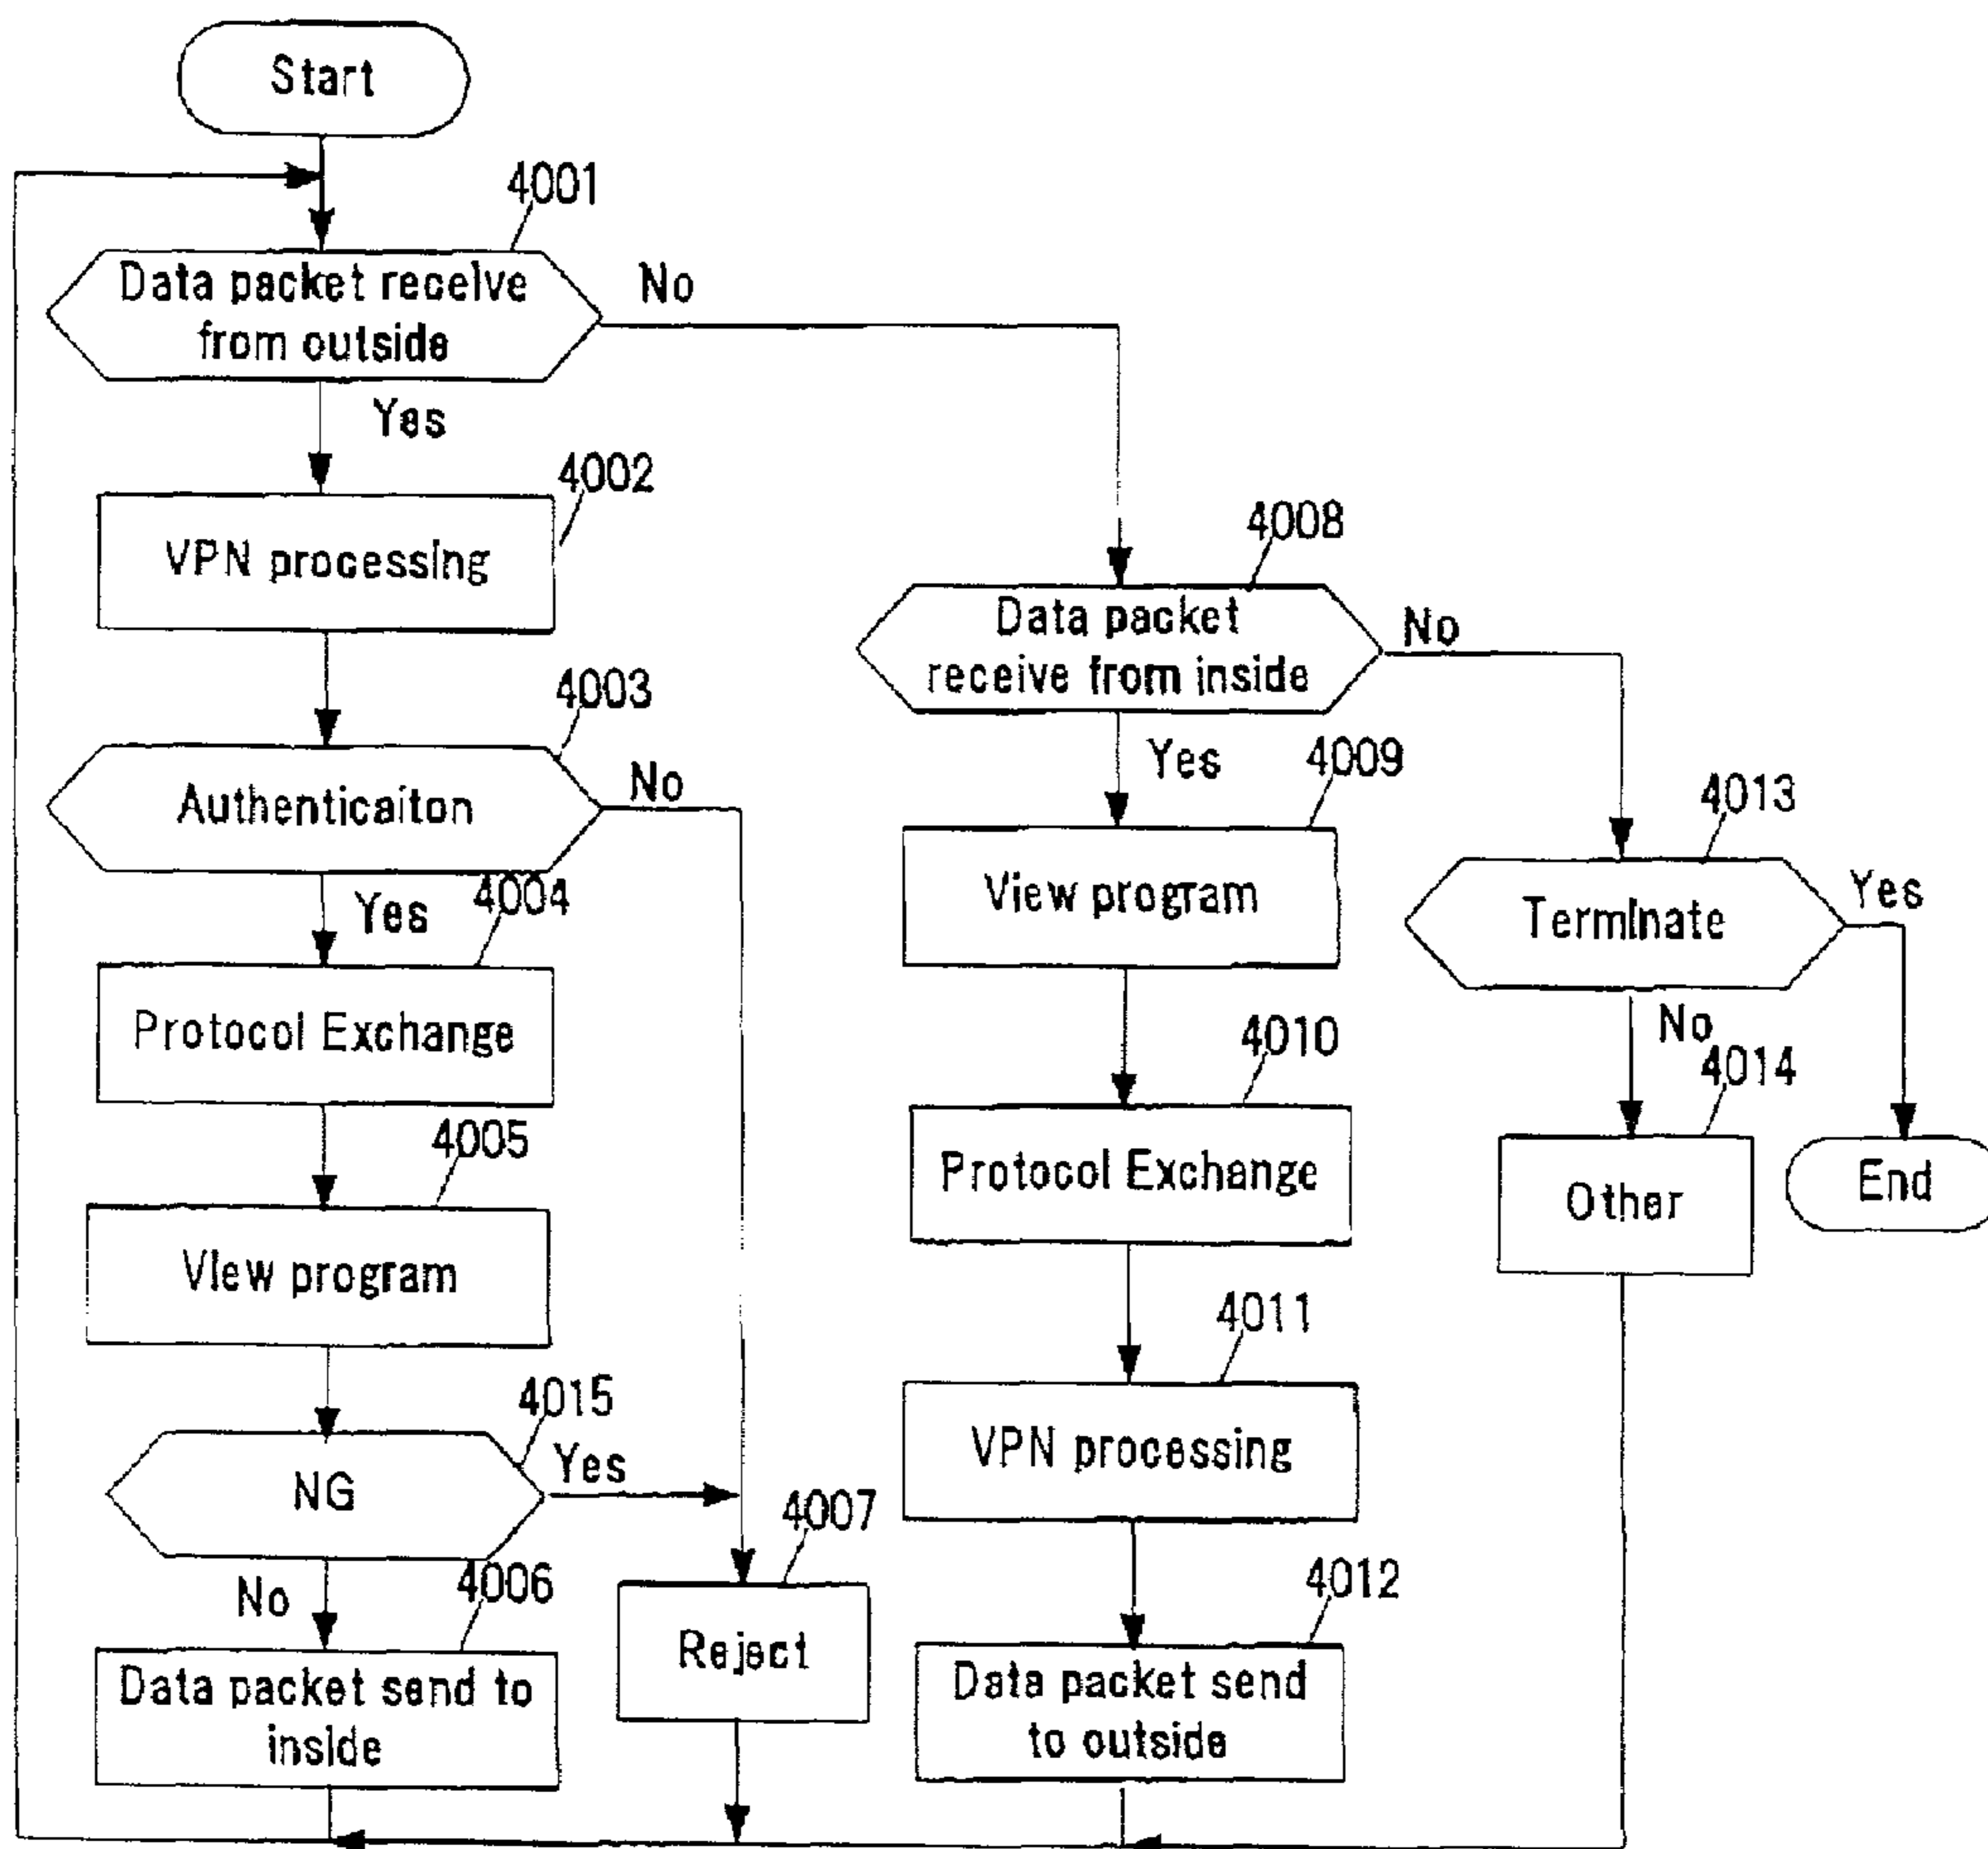 Start
4001
Data packet receive
from outside
No
Yes
4002
VPN processing
4003
Authenticaiton
No
Yes
4004
Protocol Exchange
4005
View program
4015
NG
Yes
No
4006
Data packet send to
inside
4007
Reject
4008
Data packet
receive from inside
No
Yes
4009
View program
4010
Protocol Exchange
4011
VPN processing
4012
Data packet send
to outside
4013
Terminate
Yes
No
4014
Other
End